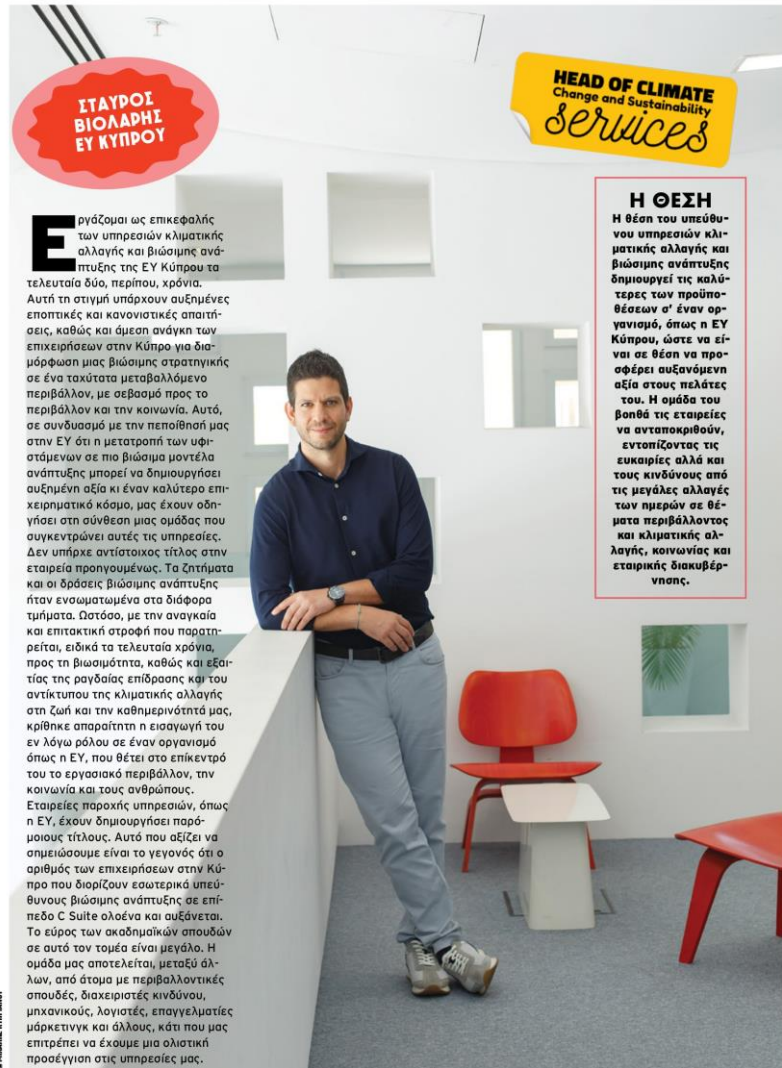 ΣΤΑΥΡΟΣ
ΒΙΟΛΑΡΗΣ
ΕΥ ΚΥΠΡΟΥ
HEAD OF CLIMATE
Change and Sustainability
services
Εργάζομαι ως επικεφαλής
των υπηρεσιών κλιματικής
αλλαγής και βιώσιμης ανά-
πτυξης της ΕΥ Κύπρου τα
τελευταία δύο, περίπου, χρόνια.
Αυτή τη στιγμή υπάρχουν αυξημένες
εποπτικές και κανονιστικές απαιτή-
σεις, καθώς και άμεση ανάγκη των
επιχειρήσεων στην Κύπρο για δια-
μόρφωση μιας βιώσιμης στρατηγικής
σε ένα ταχύτατα μεταβαλλόμενο
περιβάλλον, με σεβασμό προς το
περιβάλλον και την κοινωνία. Αυτό,
σε συνδυασμό με την πεποίθησή μας
στην ΕΥ ότι η μετατροπή των υφι-
στάμενων σε πιο βιώσιμα μοντέλα
ανάπτυξης μπορεί να δημιουργήσει
αυξημένη αξία κι έναν καλύτερο επι-
χειρηματικό κόσμο, μας έχουν οδη-
γήσει στη σύνθεση μιας ομάδας που
συγκεντρώνει αυτές τις υπηρεσίες.
Δεν υπήρχε αντίστοιχος τίτλος στην
εταιρεία προηγουμένως. Τα ζητήματα
και οι δράσεις βιώσιμης ανάπτυξης
ήταν ενσωματωμένα στα διάφορα
τμήματα. Ωστόσο, με την αναγκαία
και επιτακτική στροφή που παρατη-
ρείται, ειδικά τα τελευταία χρόνια,
προς τη βιωσιμότητα, καθώς και εξαι-
τίας της ραγδαίας επίδρασης και του
αντίκτυπου της κλιματικής αλλαγής
στη ζωή και την καθημερινότητά μας,
κρίθηκε απαραίτητη η εισαγωγή του
εν λόγω ρόλου σε έναν οργανισμό
όπως η ΕΥ, που θέτει στο επίκεντρό
του το εργασιακό περιβάλλον, την
κοινωνία και τους ανθρώπους.
Εταιρείες παροχής υπηρεσιών, όπως
η ΕΥ, έχουν δημιουργήσει παρό-
μοιους τίτλους. Αυτό που αξίζει να
σημειώσουμε είναι το γεγονός ότι ο
αριθμός των επιχειρήσεων στην Κύ-
προ που διορίζουν εσωτερικά υπεύ-
θυνους βιώσιμης ανάπτυξης σε επί-
πεδο C Suite ολοένα και αυξάνεται.
Το εύρος των ακαδημαϊκών σπουδών
σε αυτό τον τομέα είναι μεγάλο. Η
ομάδα μας αποτελείται, μεταξύ άλ-
λων, από άτομα με περιβαλλοντικές
σπουδές, διαχειριστές κινδύνου,
μηχανικούς, λογιστές, επαγγελματίες
μάρκετινγκ και άλλους, κάτι που μας
επιτρέπει να έχουμε μια ολιστική
προσέγγιση στις υπηρεσίες μας.
Η ΘΕΣΗ
Η θέση του υπεύθυ-
νου υπηρεσιών κλι-
ματικής αλλαγής και
βιώσιμης ανάπτυξης
δημιουργεί τις καλύ-
τερες των προϋπο-
θέσεων σ' έναν ορ-
γανισμό, όπως η ΕΥ
Κύπρου, ώστε να εί-
ναι σε θέση να προ-
σφέρει αυξανόμενη
αξία στους πελάτες
του. Η ομάδα του
βοηθά τις εταιρείες
να ανταποκριθούν,
εντοπίζοντας τις
ευκαιρίες αλλά και
τους κινδύνους από
τις μεγάλες αλλαγές
των ημερών σε θέ-
ματα περιβάλλοντος
και κλιματικής αλ-
λαγής, κοινωνίας και
εταιρικής διακυβέρ-
νησης.